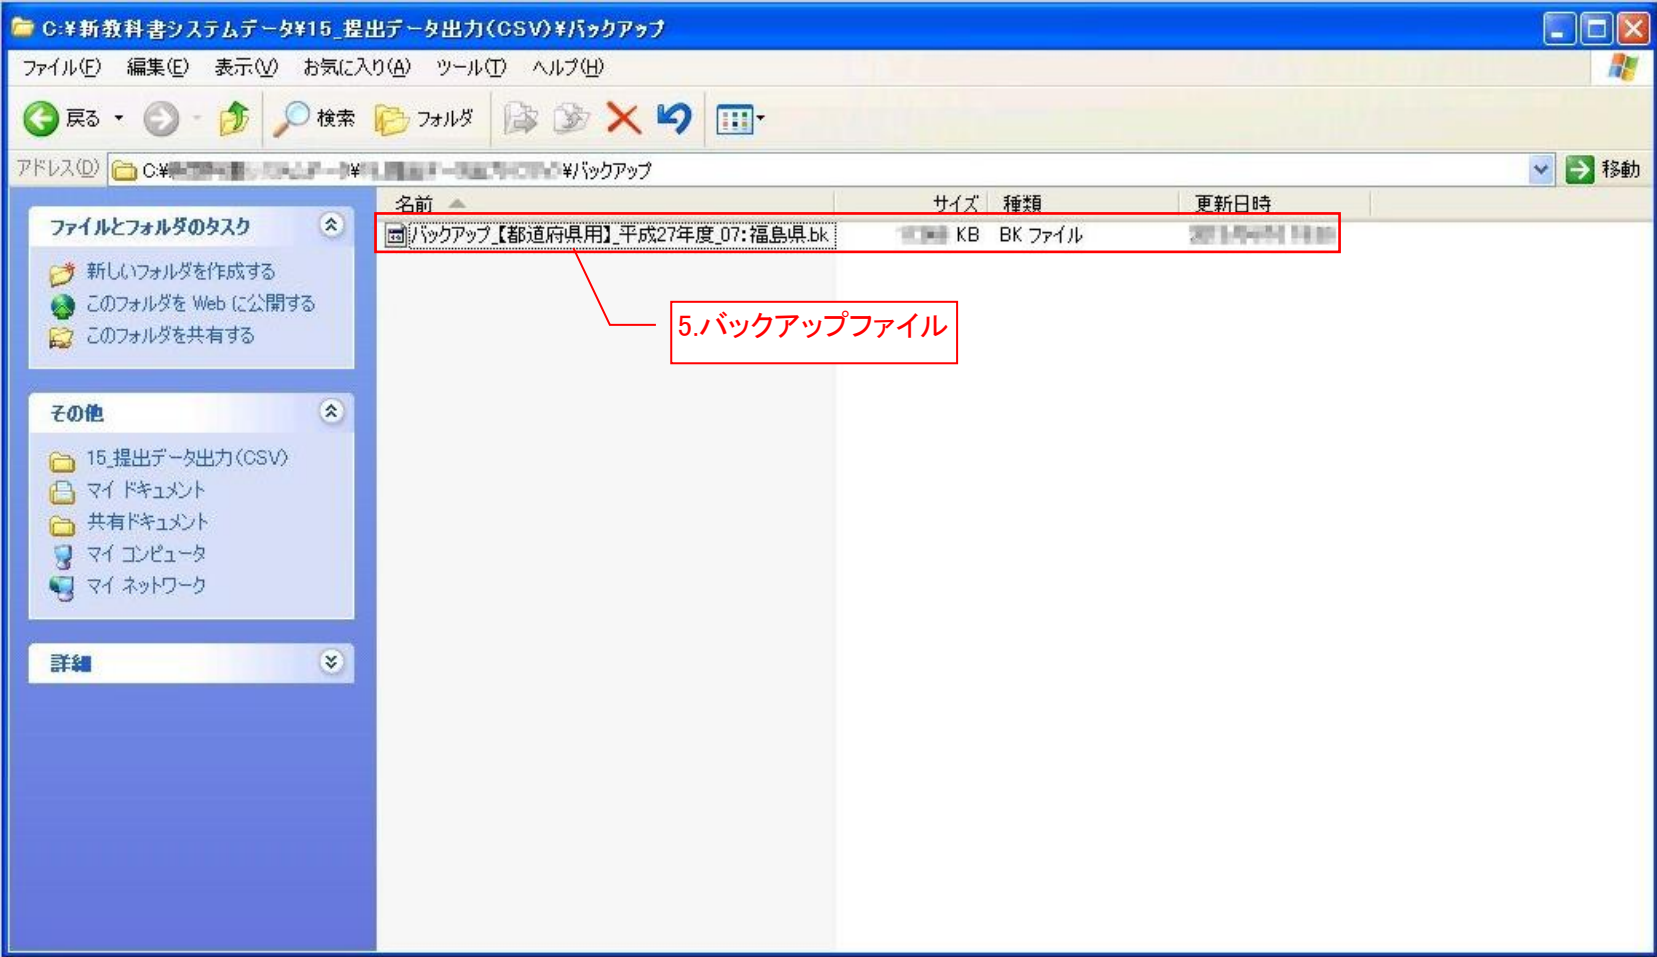 C:¥新教科書システムデータ¥15_提出データ出力(CSV)¥バックアップ
ファイル(F) 編集(E) 表示(V) お気に入り(A) ツール(T) ヘルプ(H)
戻る 検索 フォルダ
アドレス(D) C:¥ ¥ ¥バックアップ 移動
名前 サイズ 種類 更新日時
バックアップ_【都道府県用】_平成27年度_07:福島県.bk KB BK ファイル
5.バックアップファイル
ファイルとフォルダのタスク
新しいフォルダを作成する
このフォルダを Web に公開する
このフォルダを共有する
その他
15_提出データ出力(CSV)
マイ ドキュメント
共有ドキュメント
マイ コンピュータ
マイ ネットワーク
詳細